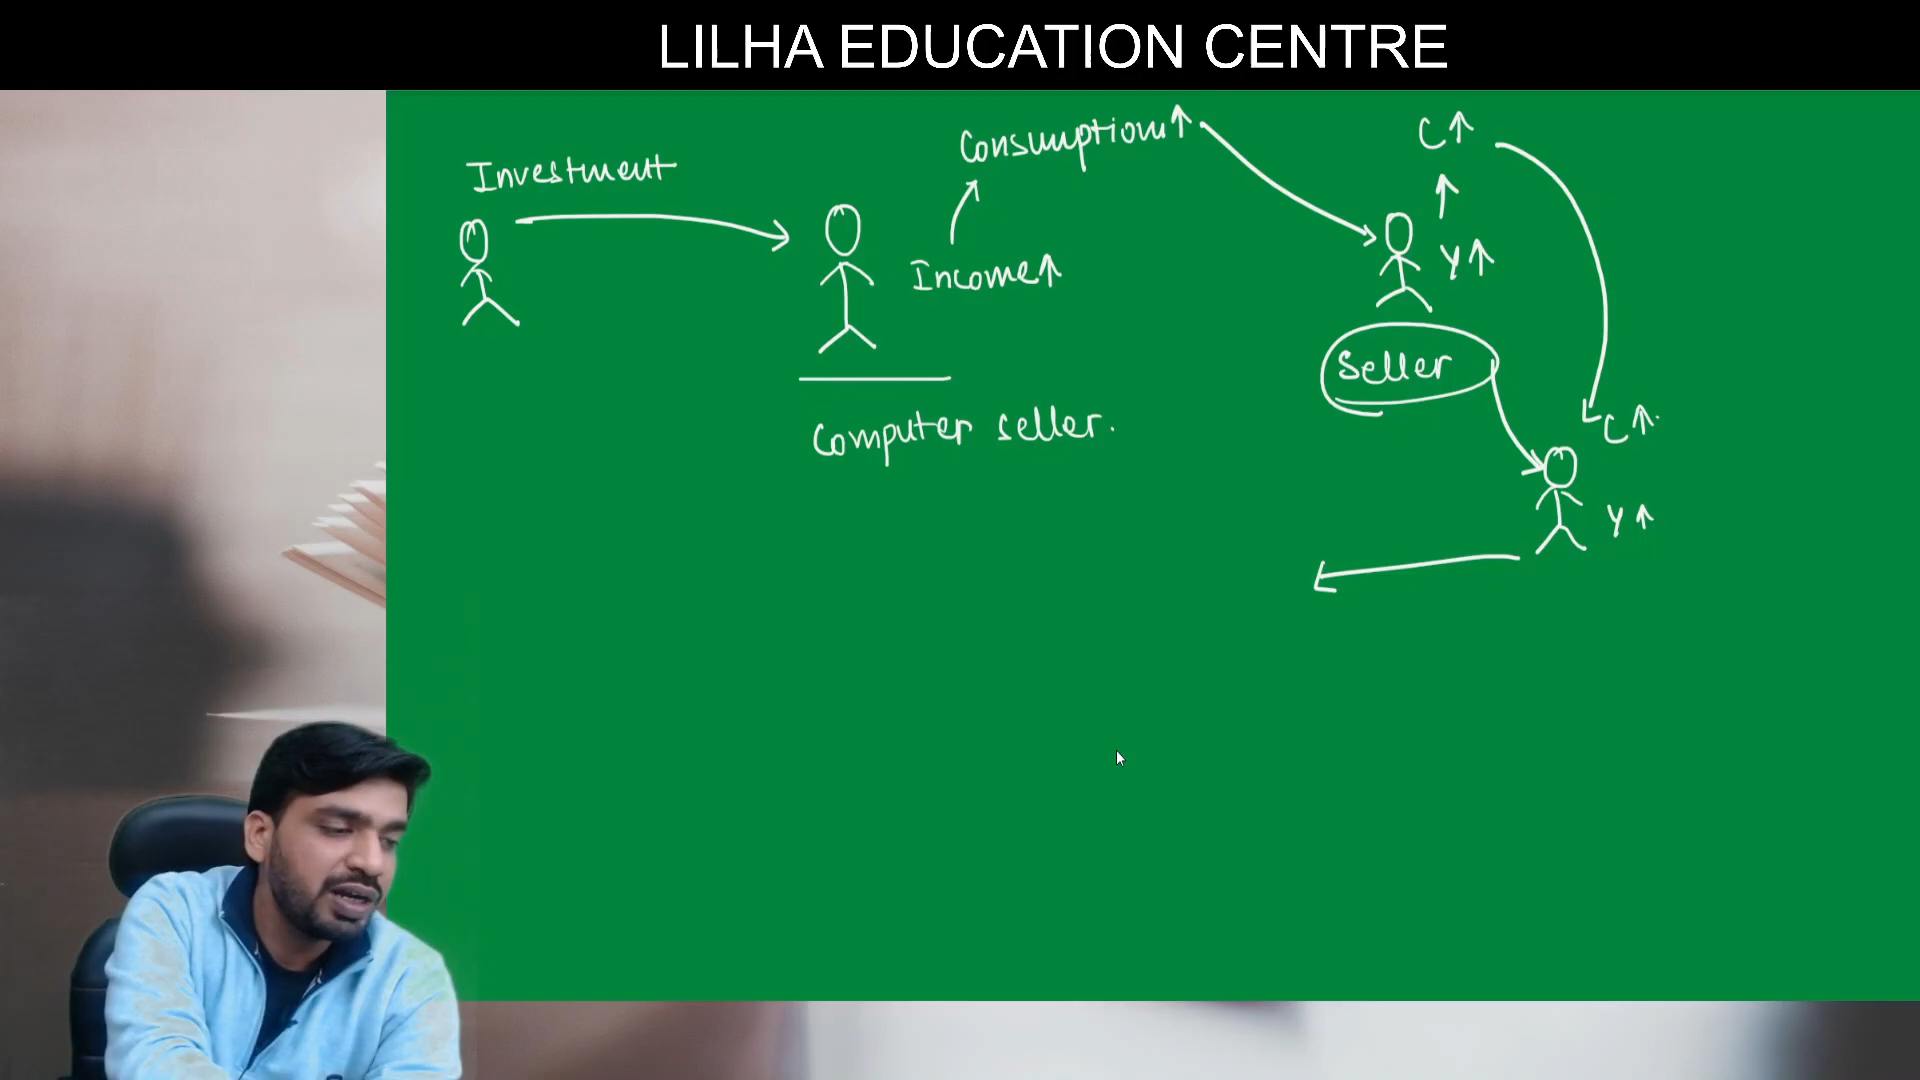 LILHA EDUCATION CENTRE
Investment
Consumption↑
C↑
Income↑
Y↑
Seller
Computer seller.
C↑.
Y↑